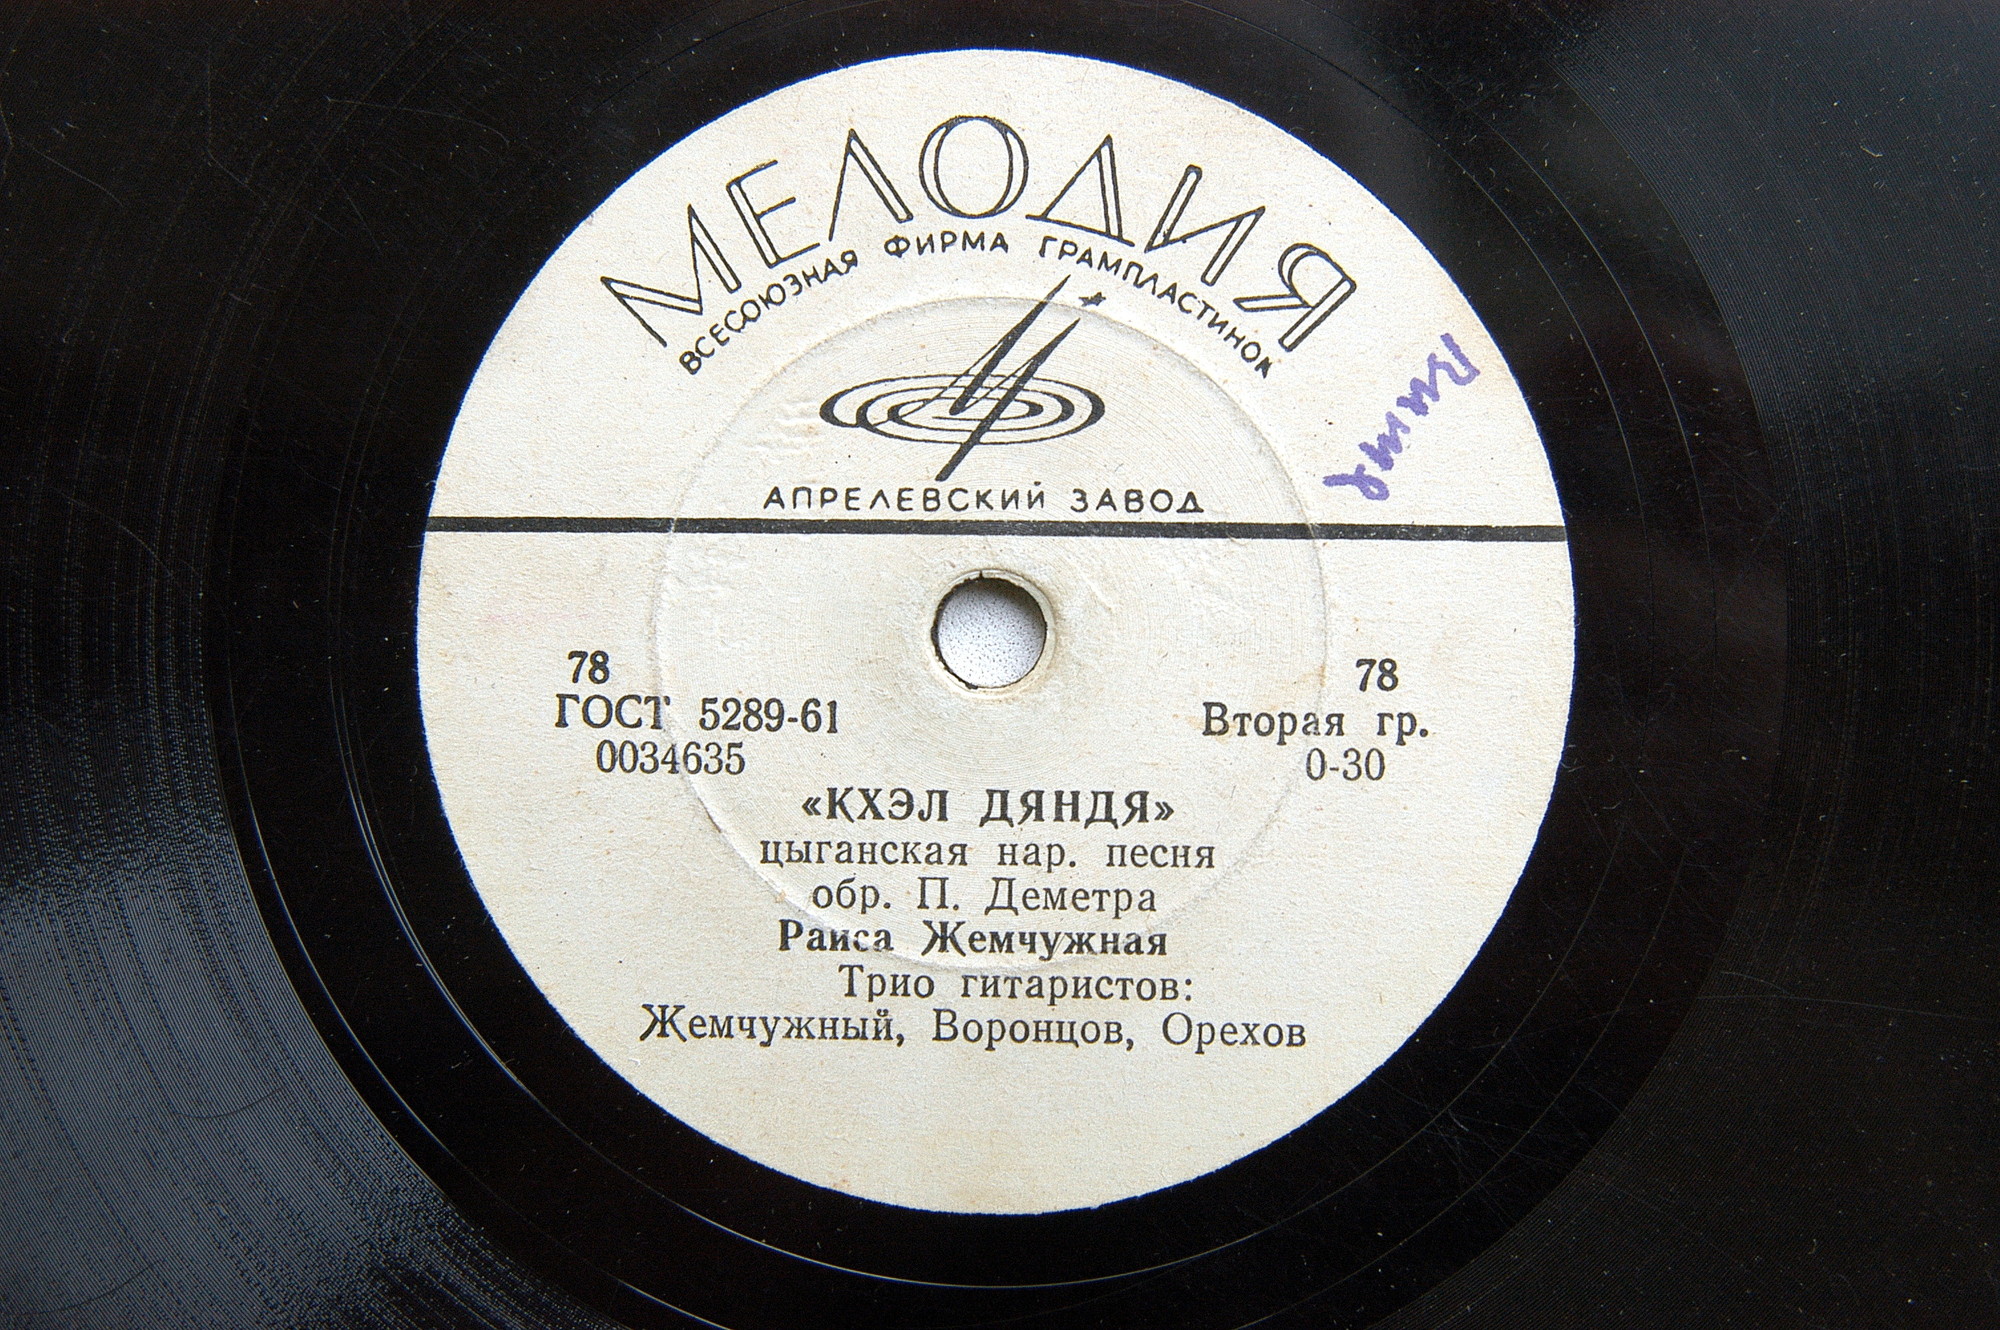 МЕЛОДИЯ
ВСЕСОЮЗНАЯ ФИРМА ГРАМПЛАСТИНОК
АПРЕЛЕВСКИЙ ЗАВОД
78
ГОСТ 5289-61
0034635
78
Вторая гр.
0-30
«КХЭЛ ДЯНДЯ»
цыганская нар. песня
обр. П. Деметра
Раиса Жемчужная
Трио гитаристов:
Жемчужный, Воронцов, Орехов